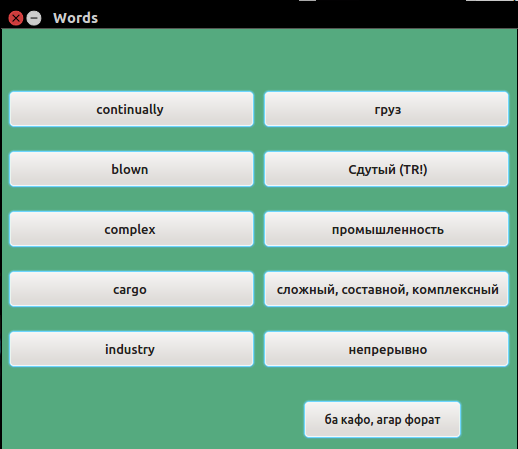 Words
continually
груз
blown
Сдутый (TR!)
complex
промышленность
cargo
сложный, составной, комплексный
industry
непрерывно
ба кафо, агар форат